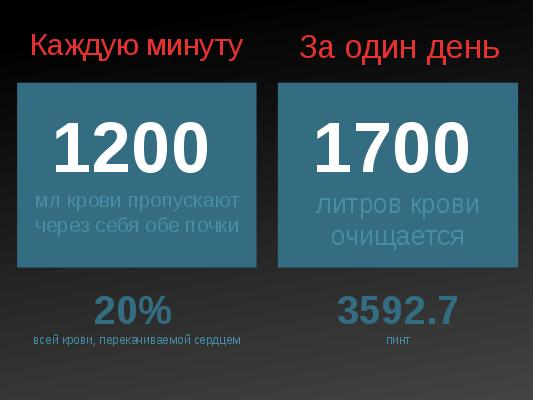 Каждую минуту
1200
мл крови пропускают
через себя обе почки
20%
всей крови, перекачиваемой сердцем
За один день
1700
литров крови
очищается
3592.7
пинт